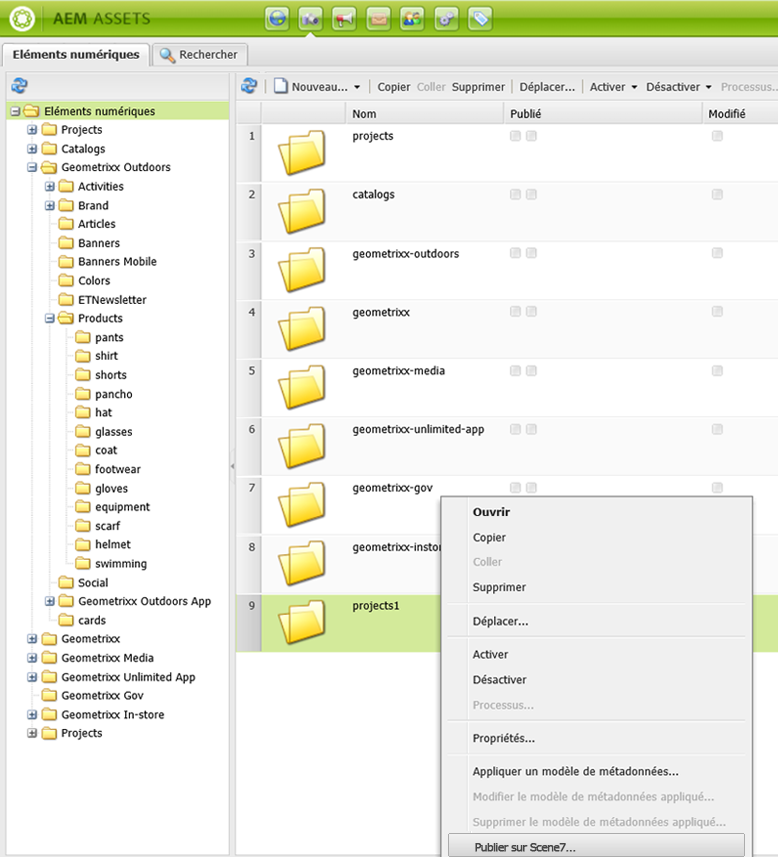 AEM ASSETS
Eléments numériques
Rechercher
Nouveau...
Copier
Coller
Supprimer
Déplacer...
Activer
Désactiver
Processus...
Eléments numériques
Projects
Catalogs
Geometrixx Outdoors
Activities
Brand
Articles
Banners
Banners Mobile
Colors
ETNewsletter
Products
pants
shirt
shorts
pancho
hat
glasses
coat
footwear
gloves
equipment
scarf
helmet
swimming
Social
Geometrixx Outdoors App
cards
Geometrixx
Geometrixx Media
Geometrixx Unlimited App
Geometrixx Gov
Geometrixx In-store
Projects
Nom
Publié
Modifié
1 projects
2 catalogs
3 geometrixx-outdoors
4 geometrixx
5 geometrixx-media
6 geometrixx-unlimited-app
7 geometrixx-gov
8 geometrixx-instor
9 projects1
Ouvrir
Copier
Coller
Supprimer
Déplacer...
Activer
Désactiver
Processus...
Propriétés...
Appliquer un modèle de métadonnées...
Modifier le modèle de métadonnées appliqué...
Supprimer le modèle de métadonnées appliqué...
Publier sur Scene7...